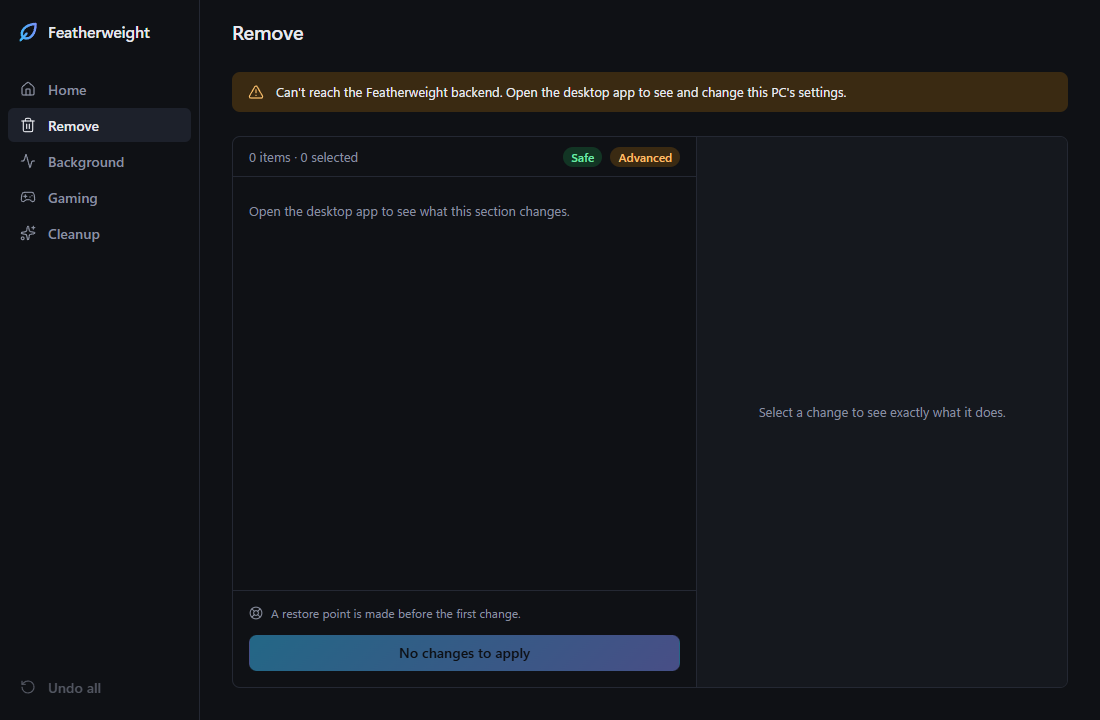 Featherweight
Home
Remove
Background
Gaming
Cleanup
Undo all
Remove
Can't reach the Featherweight backend. Open the desktop app to see and change this PC's settings.
0 items · 0 selected
Safe
Advanced
Open the desktop app to see what this section changes.
A restore point is made before the first change.
No changes to apply
Select a change to see exactly what it does.